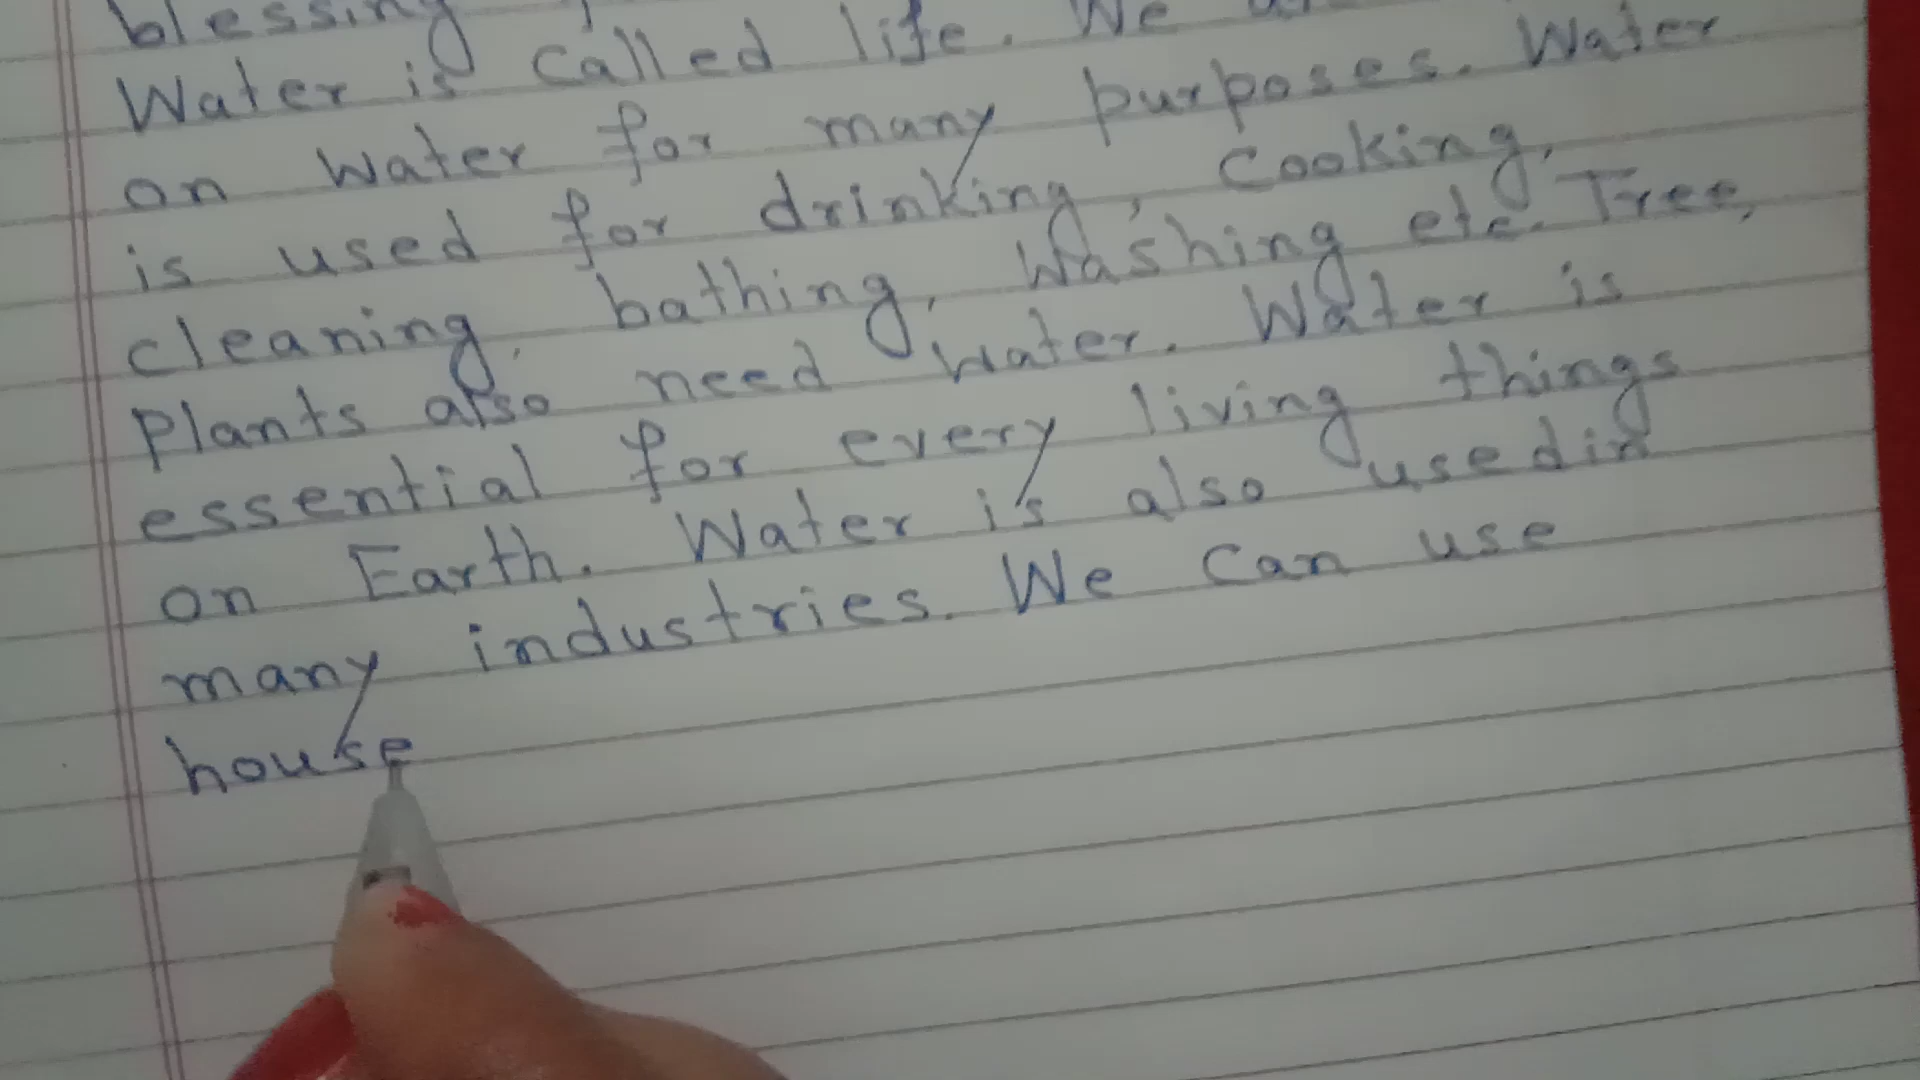 blessing
Water is called life. We
on Water for many purposes. Water
is used for drinking, Cooking,
cleaning, bathing, Washing etc. Tree,
Plants also need Water. Water is
essential for every living things
on Earth. Water is also usedin
many industries. We Can use
house